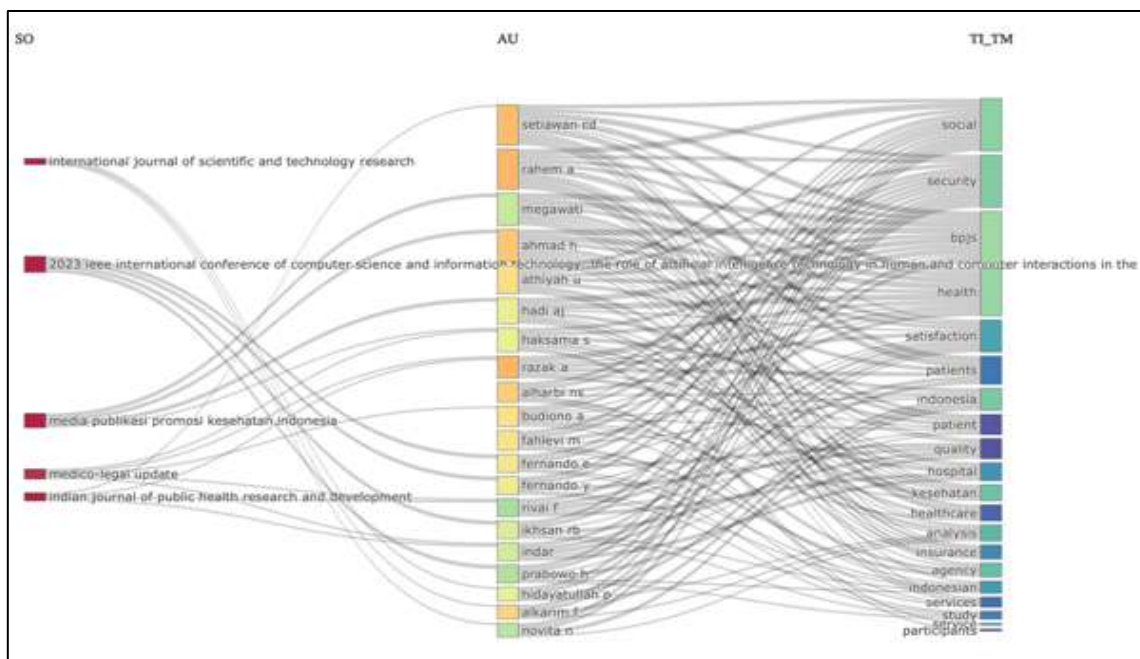 SO
AU
TI_TM
international journal of scientific and technology research
2023 ieee international conference of computer science and information technology: the role of artificial intelligence technology in human and computer interactions in the
media publikasi promosi kesehatan indonesia
medico-legal update
indian journal of public health research and development
setiawan rd
rahem a
megawati
ahmad h
athiyah u
hadi aj
haksama s
razak a
alharbi ns
budiono a
fahlevi m
fernando e
fernando y
rivai f
ikhsan rb
indar
prabowo h
hidayatullah p
alkarim f
novita n
social
security
bpjs
health
satisfaction
patients
indonesia
patient
quality
hospital
kesehatan
healthcare
analysis
insurance
agency
indonesian
services
study
service
participants